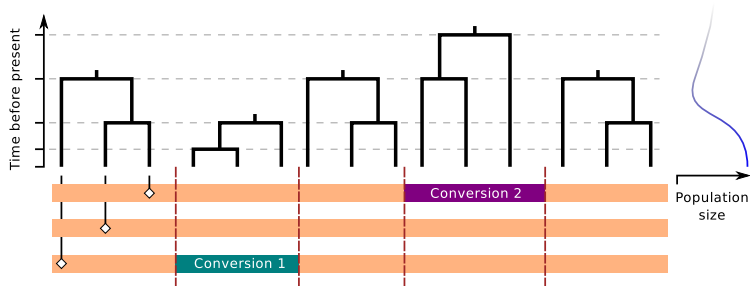 Time before present
Conversion 2
Conversion 1
Population
size